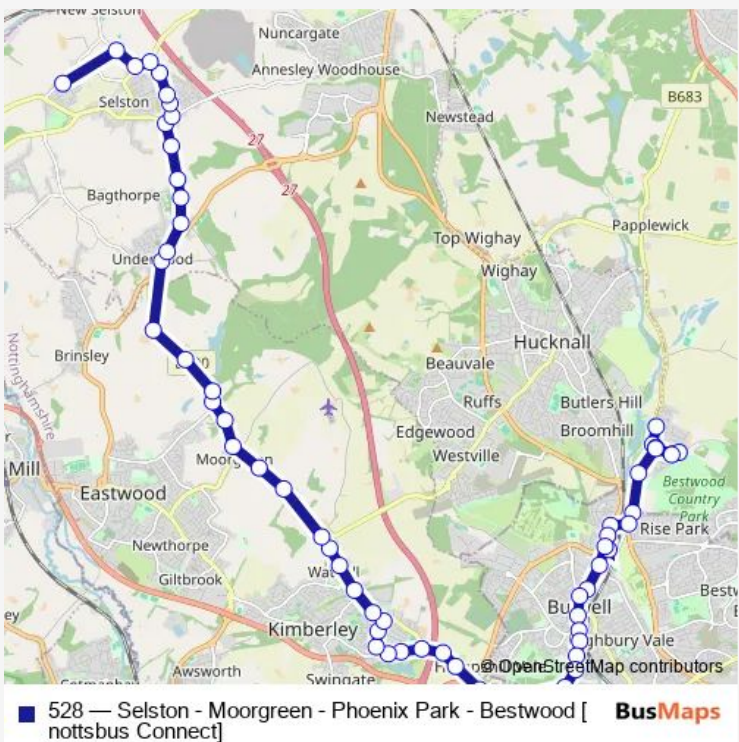 New Selston
Nuncargate
Annesley Woodhouse
B683
Selston
Newstead
27
27
Bagthorpe
Papplewick
Top Wighay
Wighay
Nottinghamshire
Brinsley
Hucknall
Beauvale
Ruffs
Butlers Hill
Edgewood
Broomhill
Westville
Mill
Bestwood
Country
Park
Eastwood
Rise Park
Newthorpe
Giltbrook
Kimberley
Awsworth
Swingate
© OpenStreetMap contributors
528 — Selston - Moorgreen - Phoenix Park - Bestwood [
nottsbus Connect]
BusMaps